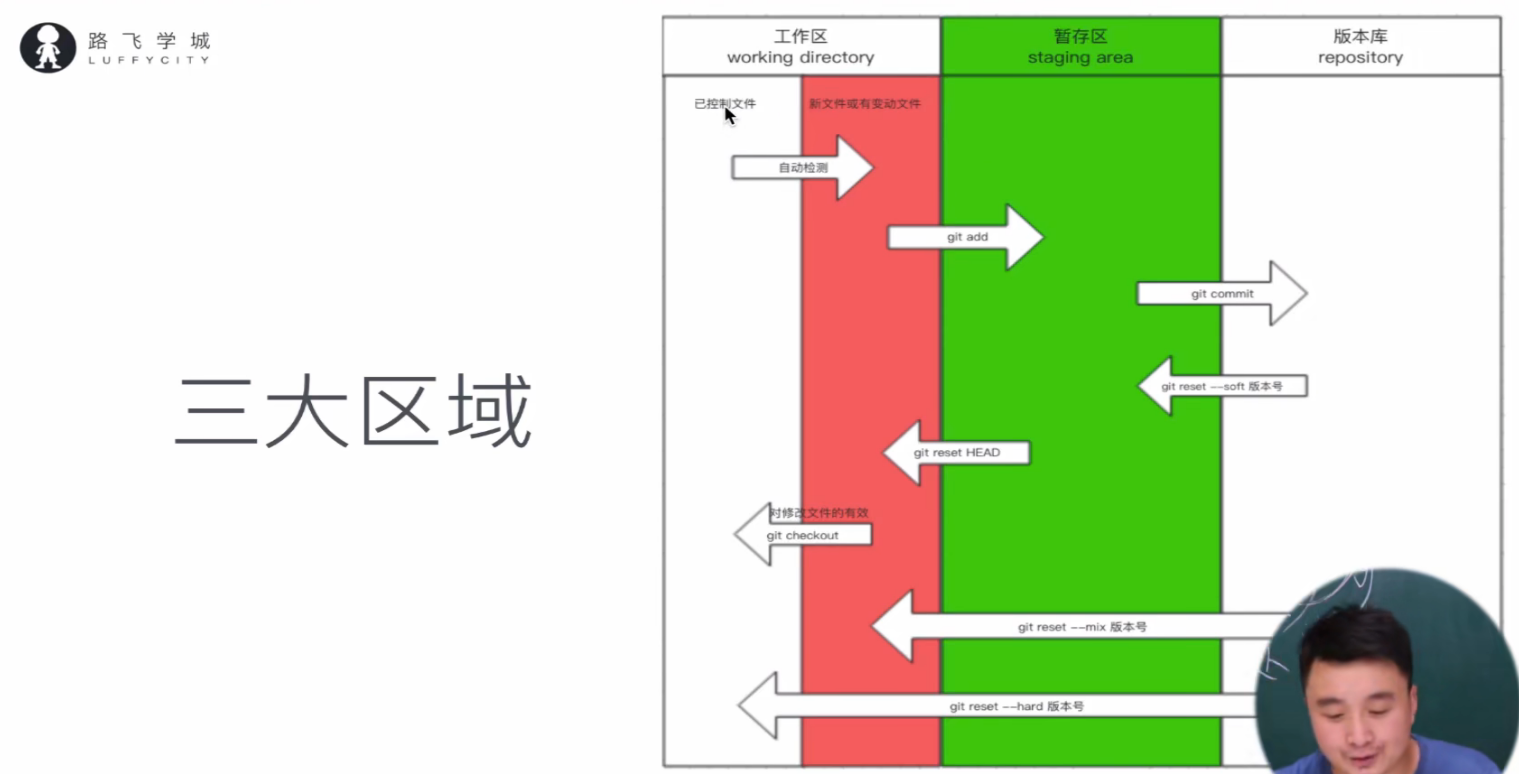 路飞学城
LUFFYCITY
三大区域
工作区
working directory
暂存区
staging area
版本库
repository
已控制文件
新文件或有变动文件
自动检测
git add
git commit
git reset --soft 版本号
git reset HEAD
对修改文件的有效
git checkout
git reset --mix 版本号
git reset --hard 版本号